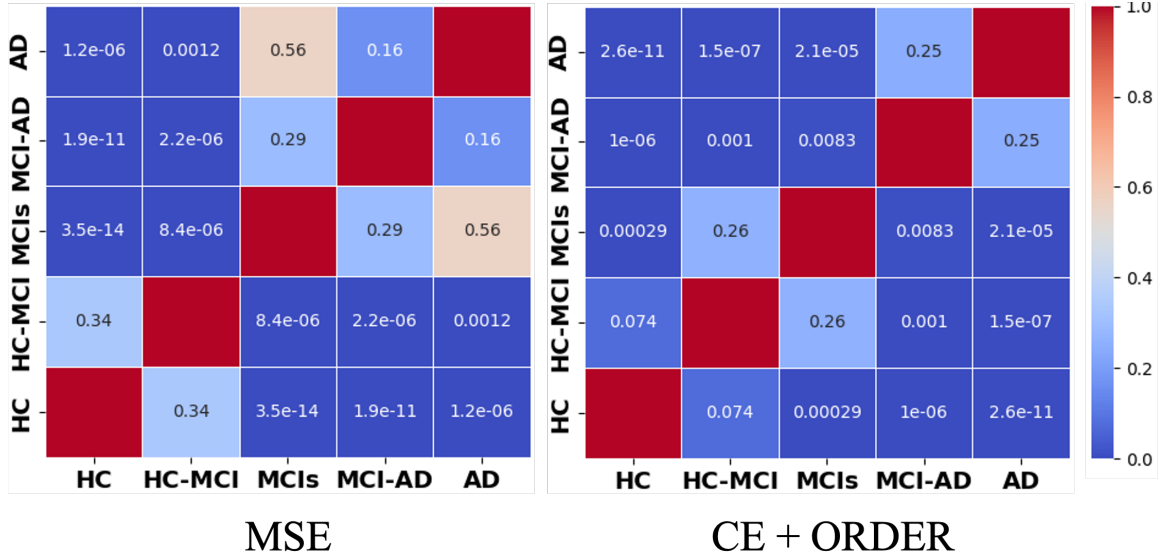 AD 1.2e-06 0.0012 0.56 0.16
MCI-AD 1.9e-11 2.2e-06 0.29 0.16
MCIs 3.5e-14 8.4e-06 0.29 0.56
HC-MCI 0.34 8.4e-06 2.2e-06 0.0012
HC 0.34 3.5e-14 1.9e-11 1.2e-06
HC HC-MCI MCIs MCI-AD AD
MSE
AD 2.6e-11 1.5e-07 2.1e-05 0.25
MCI-AD 1e-06 0.001 0.0083 0.25
MCIs 0.00029 0.26 0.0083 2.1e-05
HC-MCI 0.074 0.26 0.001 1.5e-07
HC 0.074 0.00029 1e-06 2.6e-11
HC HC-MCI MCIs MCI-AD AD
CE + ORDER
1.0
0.8
0.6
0.4
0.2
0.0